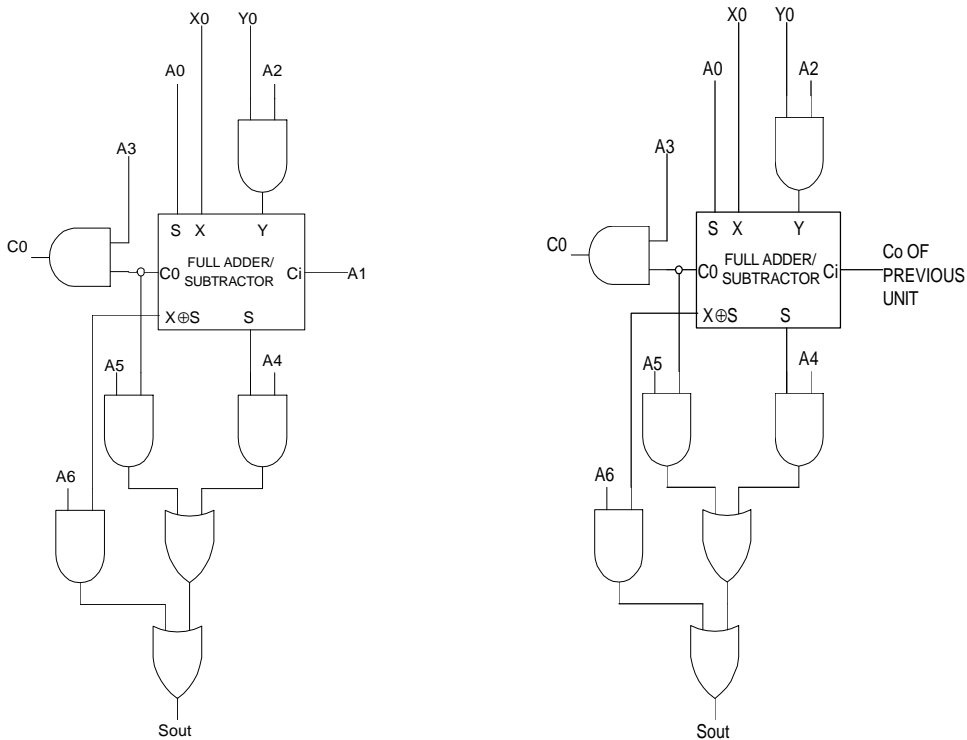 X0 Y0
A0 A2
A3
S X Y
C0
FULL ADDER/
C0 SUBTRACTOR Ci A1
X⊕S S
A5 A4
A6
Sout
X0 Y0
A0 A2
A3
S X Y
C0
FULL ADDER/
C0 SUBTRACTOR Ci
Co OF
PREVIOUS
UNIT
X⊕S S
A5 A4
A6
Sout